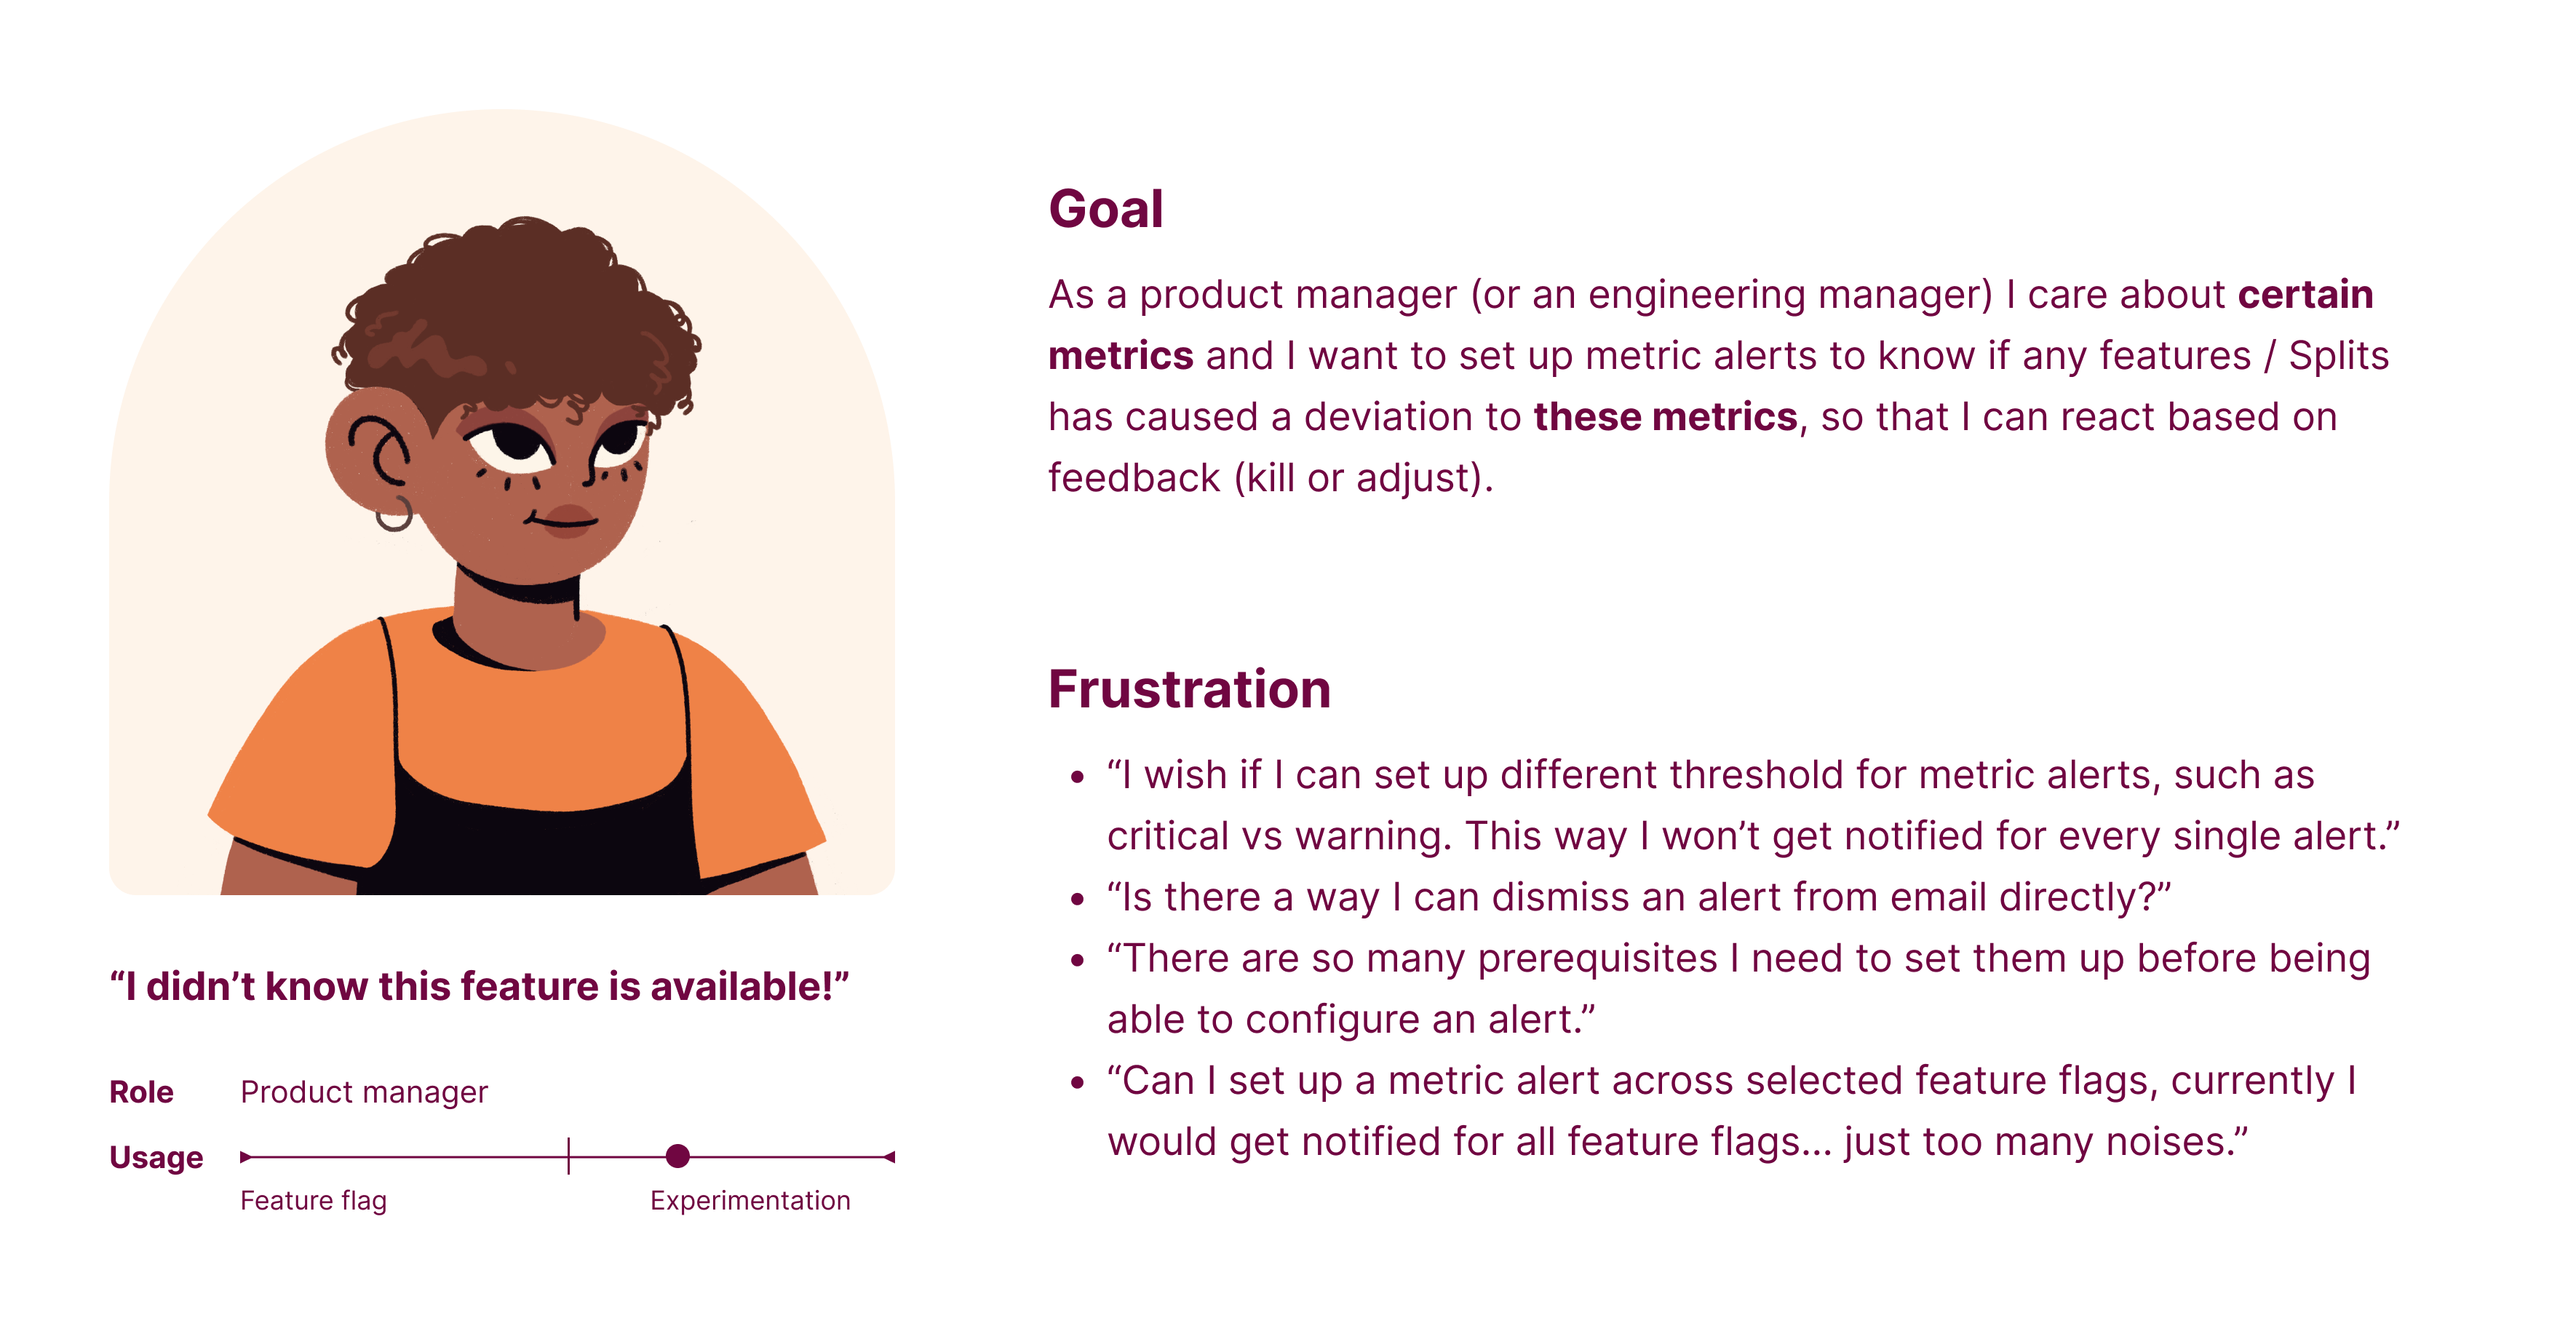 “I didn’t know this feature is available!”
Role Product manager
Usage
Feature flag Experimentation
Goal
As a product manager (or an engineering manager) I care about certain
metrics and I want to set up metric alerts to know if any features / Splits
has caused a deviation to these metrics, so that I can react based on
feedback (kill or adjust).
Frustration
• “I wish if I can set up different threshold for metric alerts, such as
critical vs warning. This way I won’t get notified for every single alert.”
• “Is there a way I can dismiss an alert from email directly?”
• “There are so many prerequisites I need to set them up before being
able to configure an alert.”
• “Can I set up a metric alert across selected feature flags, currently I
would get notified for all feature flags... just too many noises.”